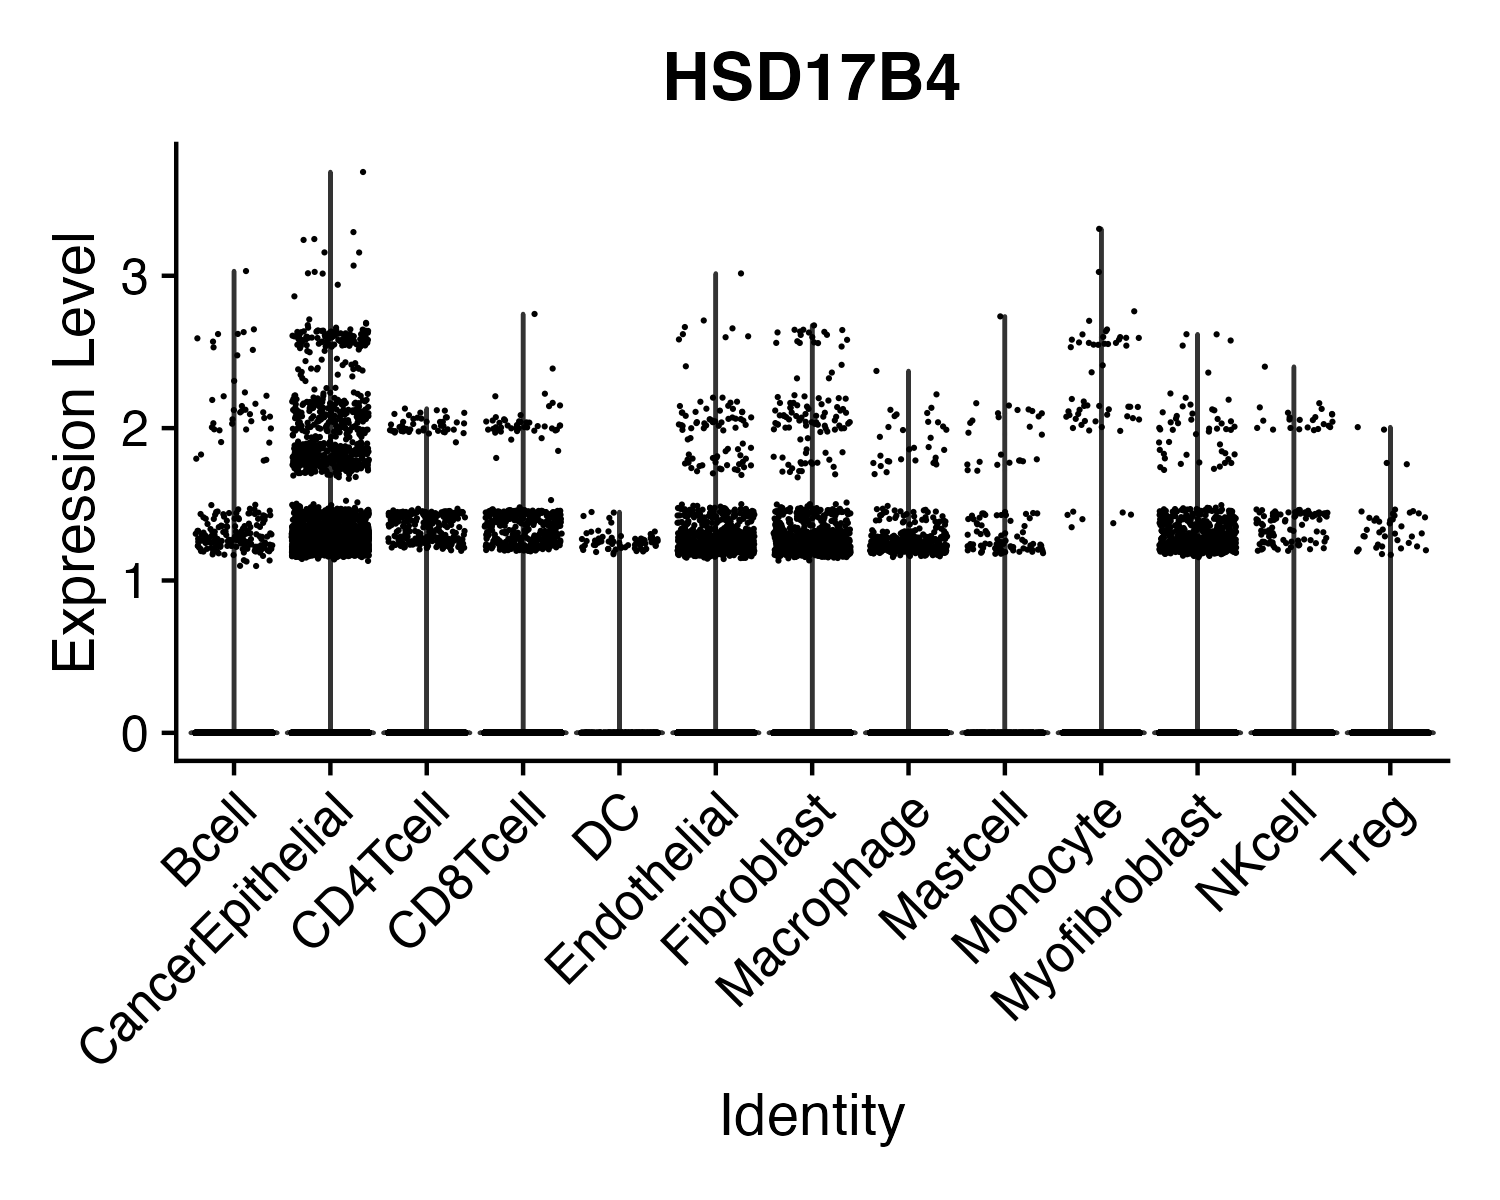 HSD17B4
Expression Level
3
2
1
0
Bcell
CancerEpithelial
CD4Tcell
CD8Tcell
DC
Endothelial
Fibroblast
Macrophage
Mastcell
Monocyte
Myofibroblast
NKcell
Treg
Identity